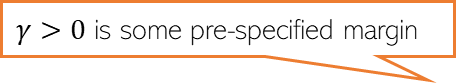 γ > 0 is some pre-specified margin